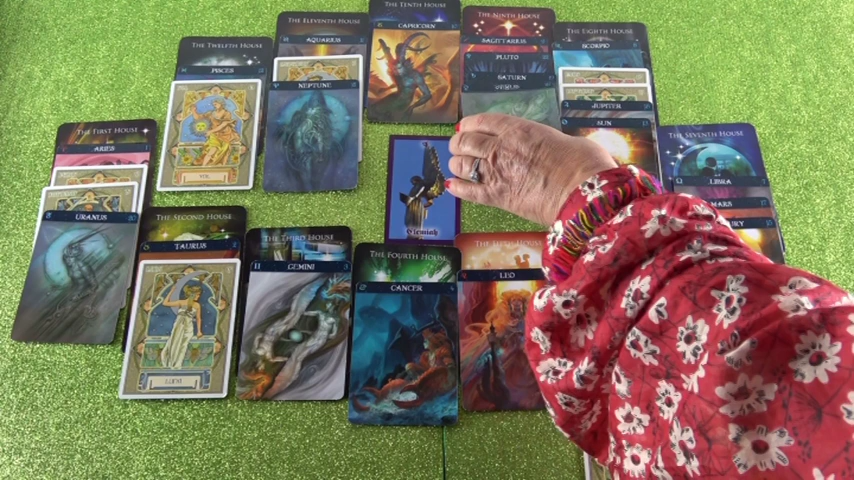 THE TENTH HOUSE
CAPRICORN
THE ELEVENTH HOUSE
AQUARIUS
NEPTUNE
THE NINTH HOUSE
SAGITTARIUS
PLUTO
SATURN
VENUS
THE EIGHTH HOUSE
SCORPIO
JUPITER
SUN
THE TWELFTH HOUSE
PISCES
THE FIRST HOUSE
ARIES
URANUS
THE SEVENTH HOUSE
LIBRA
MARS
THE SECOND HOUSE
TAURUS
THE THIRD HOUSE
II GEMINI
THE FOURTH HOUSE
CANCER
LEO